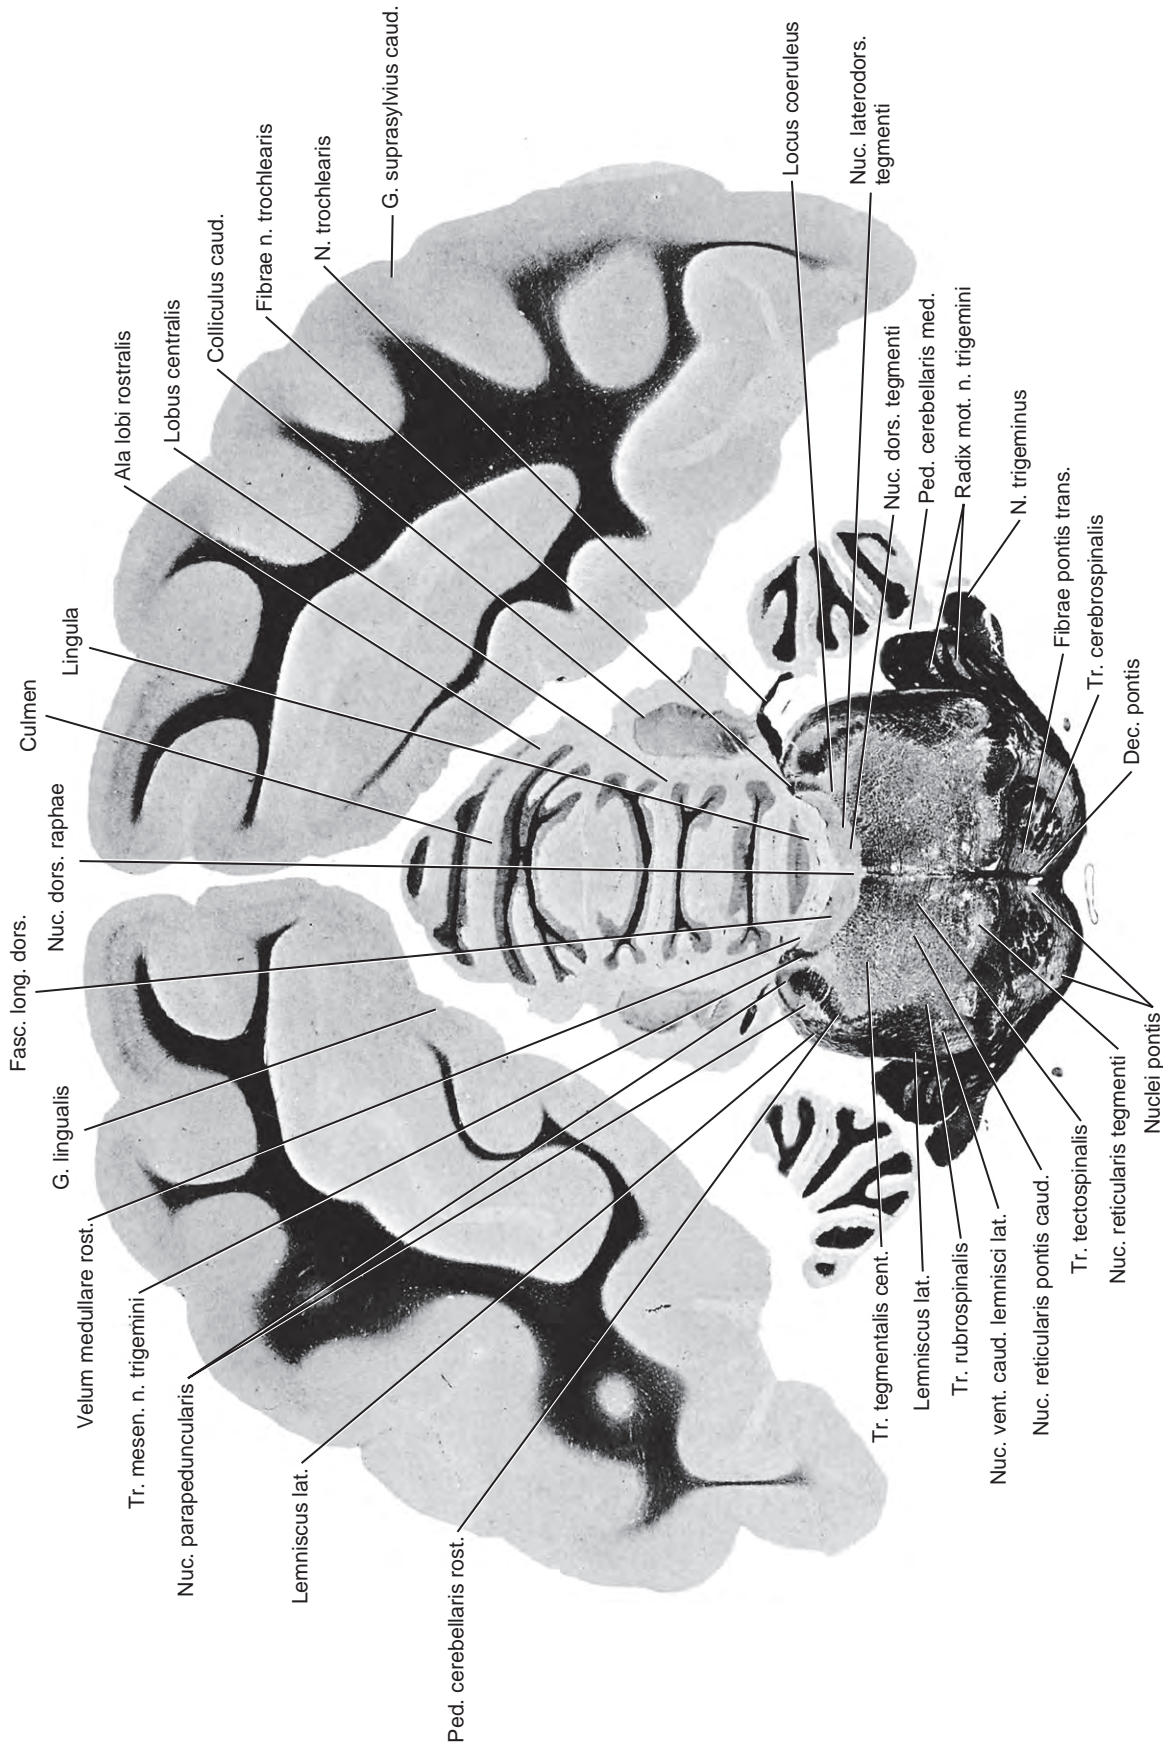 Fasc. long. dors.
Nuc. dors. raphae
Culmen
Lingula
Ala lobi rostralis
Lobus centralis
Colliculus caud.
Fibrae n. trochlearis
N. trochlearis
G. suprasylvius caud.
G. lingualis
Velum medullare rost.
Tr. mesen. n. trigemini
Nuc. parapeduncularis
Lemniscus lat.
Ped. cerebellaris rost.
Locus coeruleus
Nuc. laterodors.
tegmenti
Nuc. dors. tegmenti
Ped. cerebellaris med.
Radix mot. n. trigemini
N. trigeminus
Fibrae pontis trans.
Tr. cerebrospinalis
Dec. pontis
Tr. tegmentalis cent.
Lemniscus lat.
Tr. rubrospinalis
Nuc. vent. caud. lemnisci lat.
Nuc. reticularis pontis caud.
Tr. tectospinalis
Nuc. reticularis tegmenti
Nuclei pontis